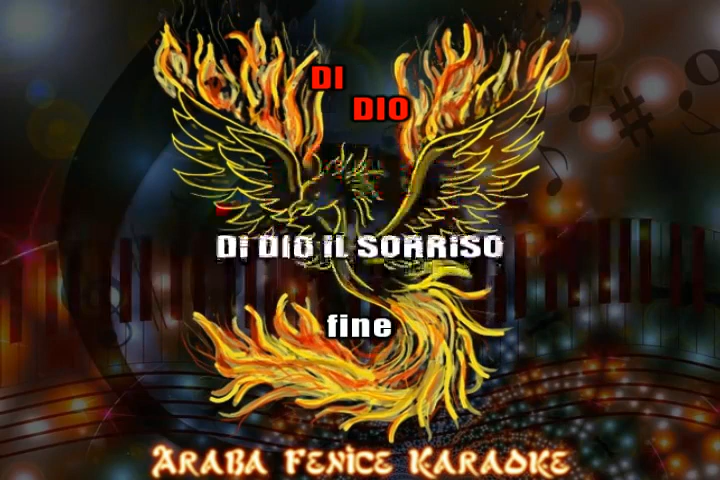 DI
DIO
DI DIO IL SORRISO
fine
ARABA FENICE KARAOKE